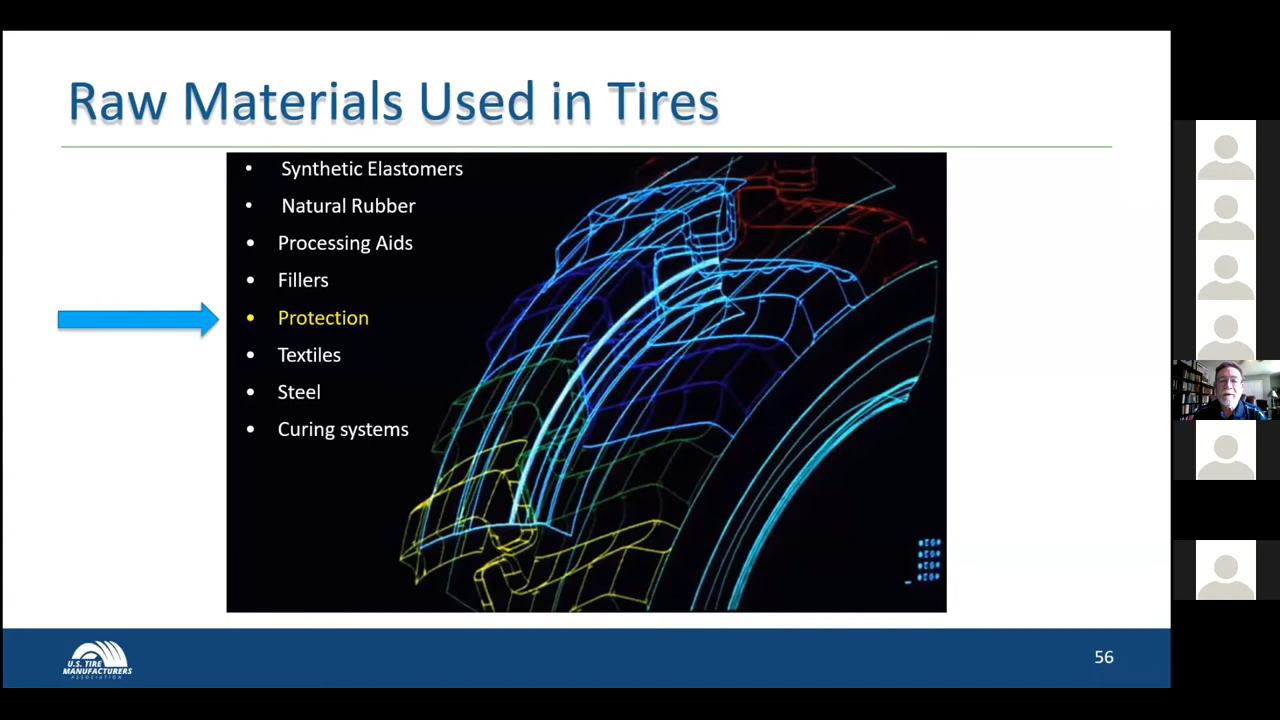 Raw Materials Used in Tires
• Synthetic Elastomers
• Natural Rubber
• Processing Aids
• Fillers
• Protection
• Textiles
• Steel
• Curing systems
U.S. TIRE
MANUFACTURERS
ASSOCIATION
56